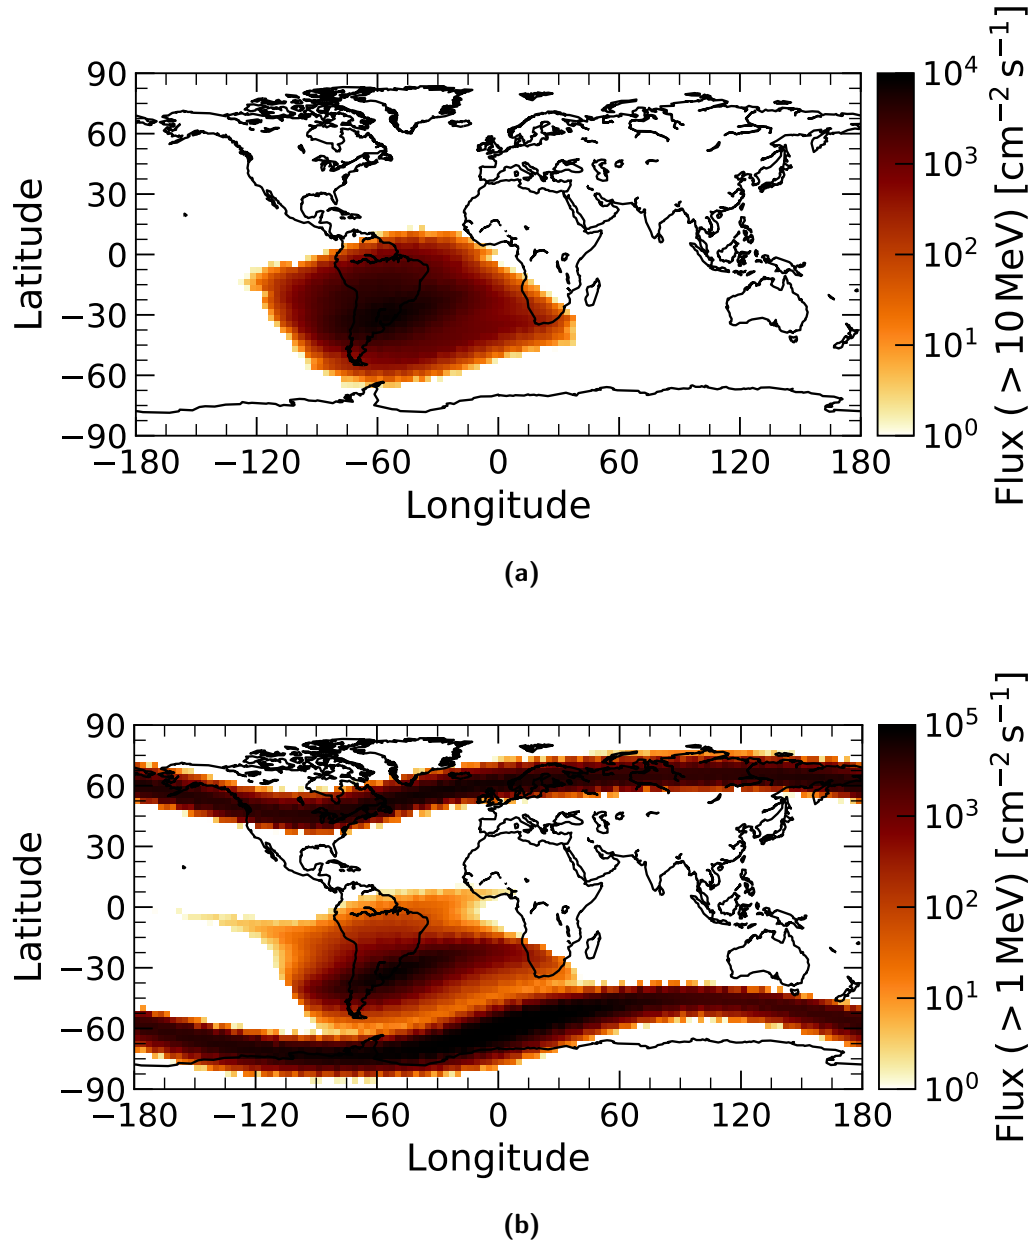 90
60
30
0
−30
−60
−90
−180 −120 −60 0 60 120 180
Latitude
Longitude
10⁴
10³
10²
10¹
10⁰
Flux ( > 10 MeV) [cm⁻² s⁻¹]
(a)
90
60
30
0
−30
−60
−90
−180 −120 −60 0 60 120 180
Latitude
Longitude
10⁵
10³
10²
10¹
10⁰
Flux ( > 1 MeV) [cm⁻² s⁻¹]
(b)